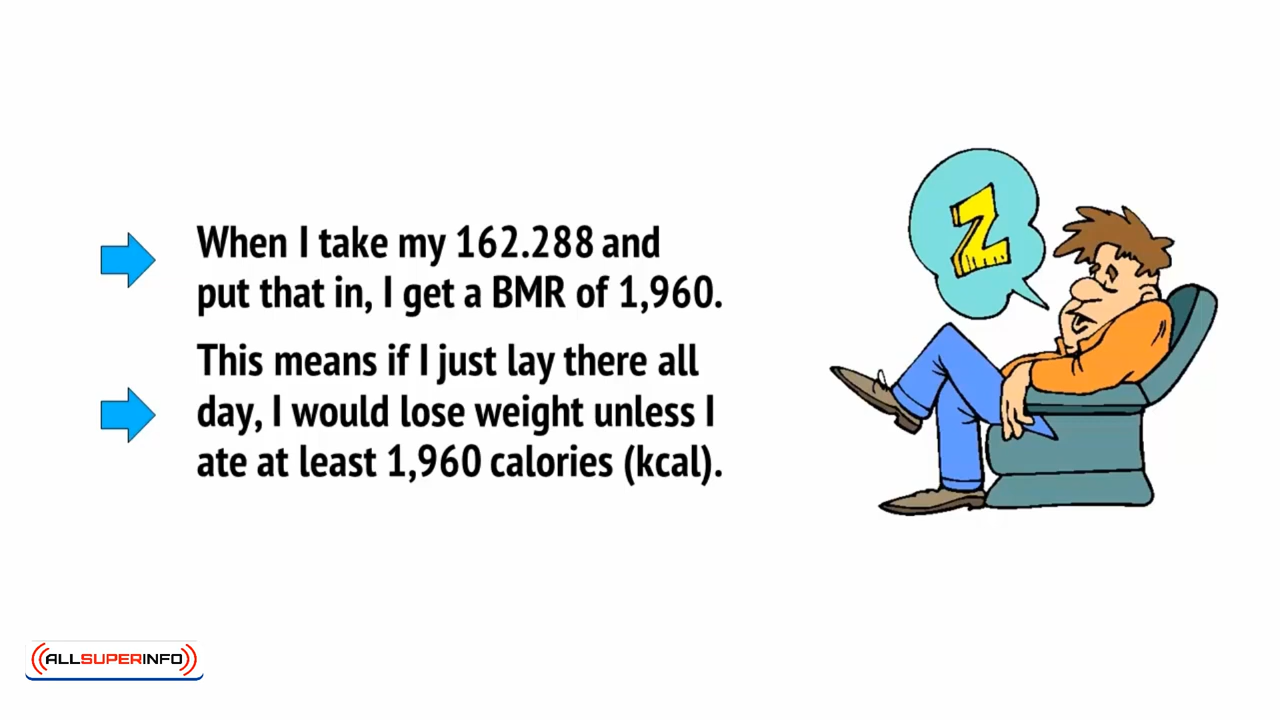 When I take my 162.288 and
put that in, I get a BMR of 1,960.
This means if I just lay there all
day, I would lose weight unless I
ate at least 1,960 calories (kcal).
Z
ALLSUPERINFO